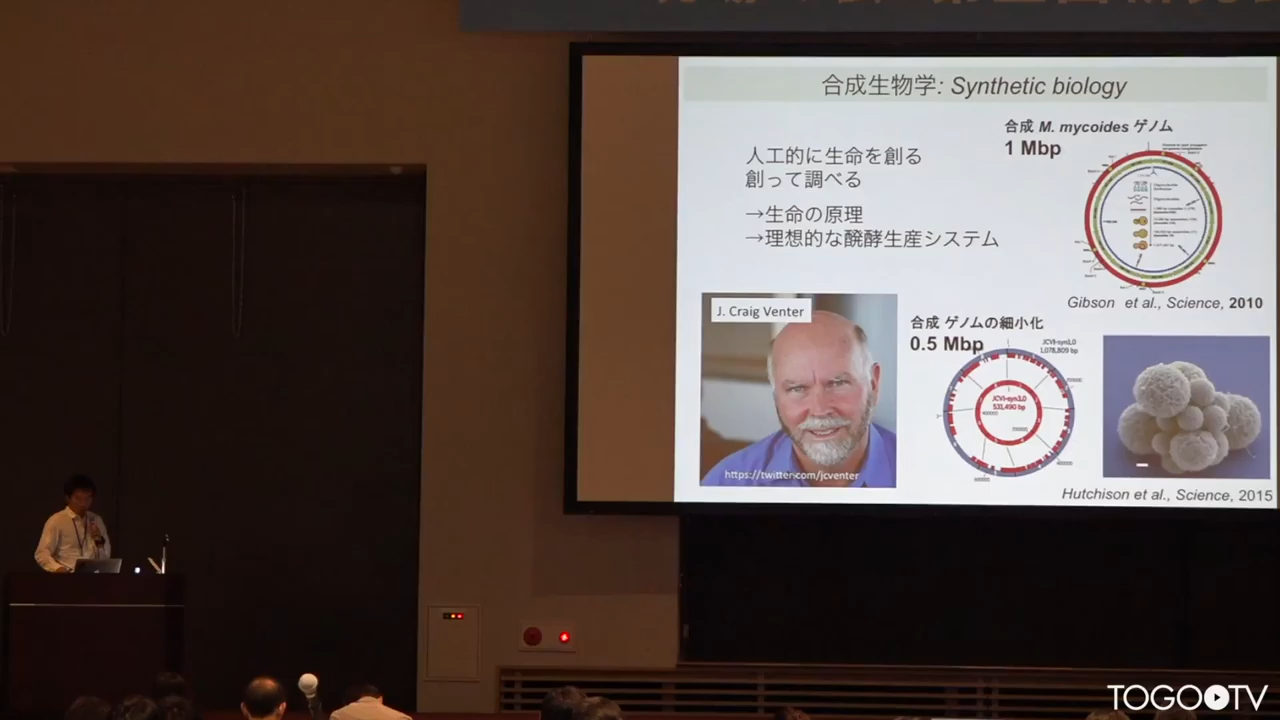 合成生物学: Synthetic biology
人工的に生命を創る
創って調べる
→生命の原理
→理想的な醗酵生産システム
合成 M. mycoides ゲノム
1 Mbp
Gibson et al., Science, 2010
J. Craig Venter
https://twitter.com/jcventer
合成 ゲノムの細小化
0.5 Mbp
JCVI-syn1.0
1,078,809 bp
JCVI-syn3.0
531,490 bp
Hutchison et al., Science, 2015
TOGO TV